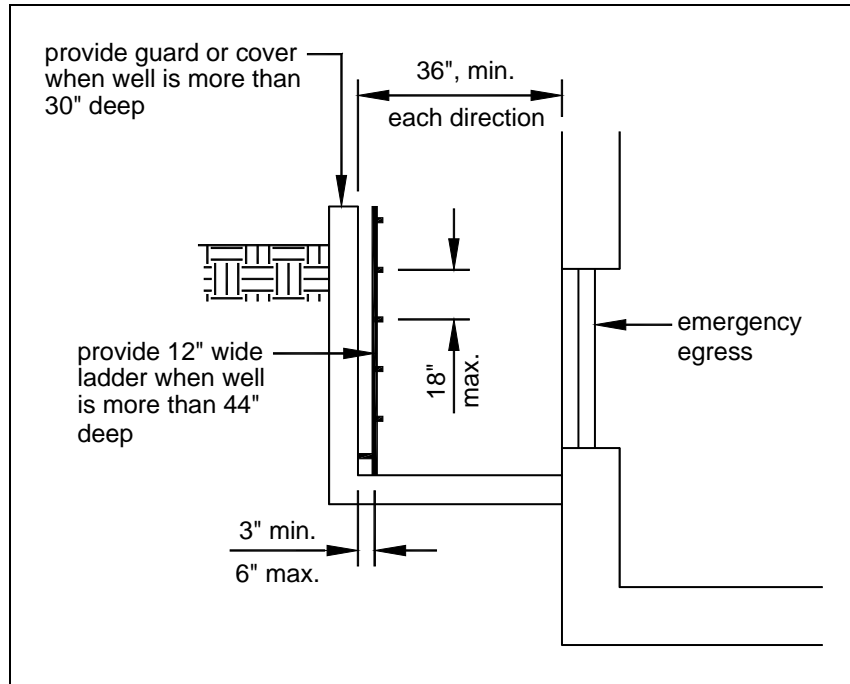 provide guard or cover
when well is more than
30" deep
36", min.
each direction
emergency
egress
provide 12" wide
ladder when well
is more than 44"
deep
18"
max.
3" min.
6" max.